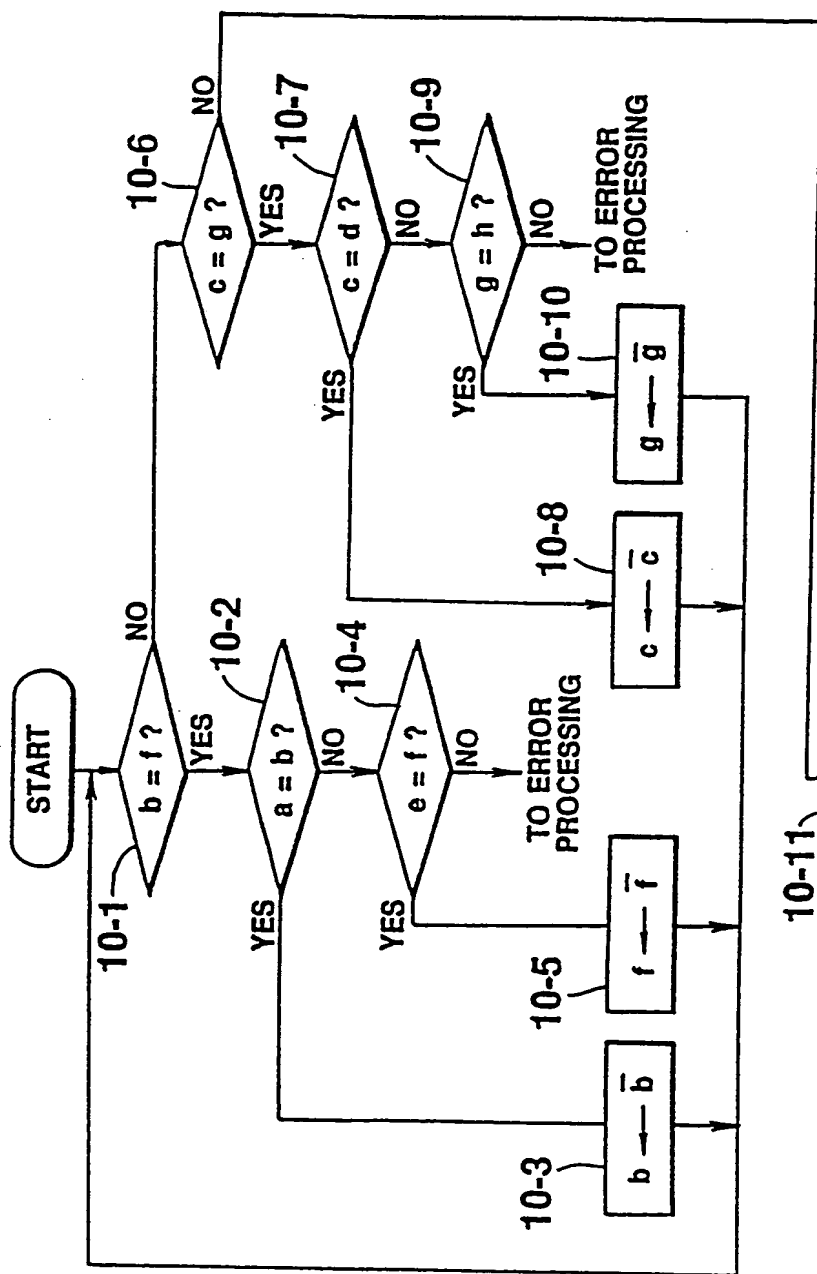 START
b = f ?
10-1
NO
YES
a = b ?
10-2
YES
NO
b ← b̅
10-3
e = f ?
10-4
YES
NO
TO ERROR
PROCESSING
f ← f̅
10-5
c = g ?
10-6
NO
YES
c = d ?
10-7
YES
NO
c ← c̅
10-8
g = h ?
10-9
YES
NO
TO ERROR
PROCESSING
g ← g̅
10-10
10-11